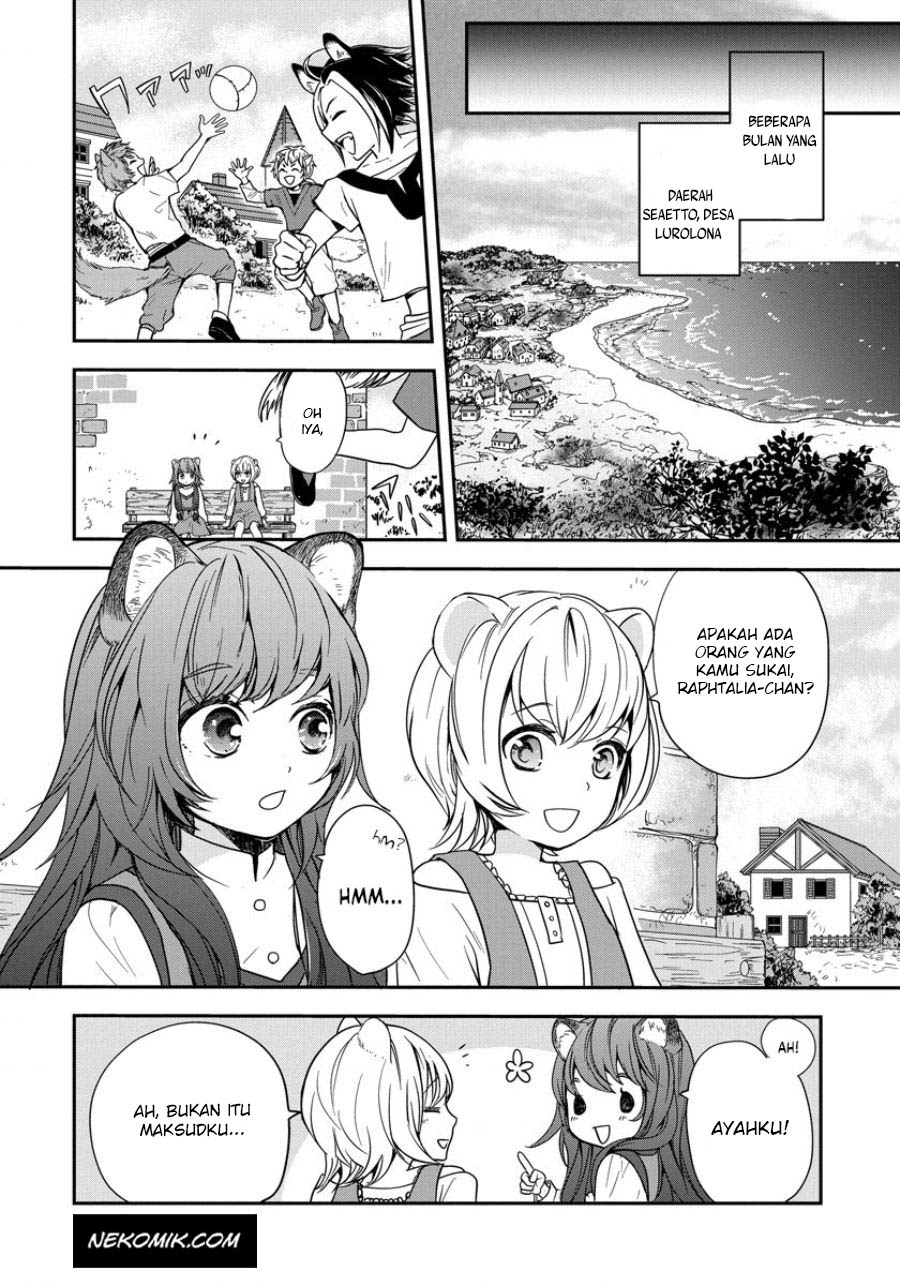 BEBERAPA
BULAN YANG
LALU
DAERAH
SEAETTO, DESA
LUROLONA
ワァァッ
OH
IYA,
APAKAH ADA
ORANG YANG
KAMU SUKAI,
RAPHTALIA-CHAN?
hm?
HMM...
AH!
AYAHKU!
AH, BUKAN ITU
MAKSUDKU...
NEKOMIK.COM